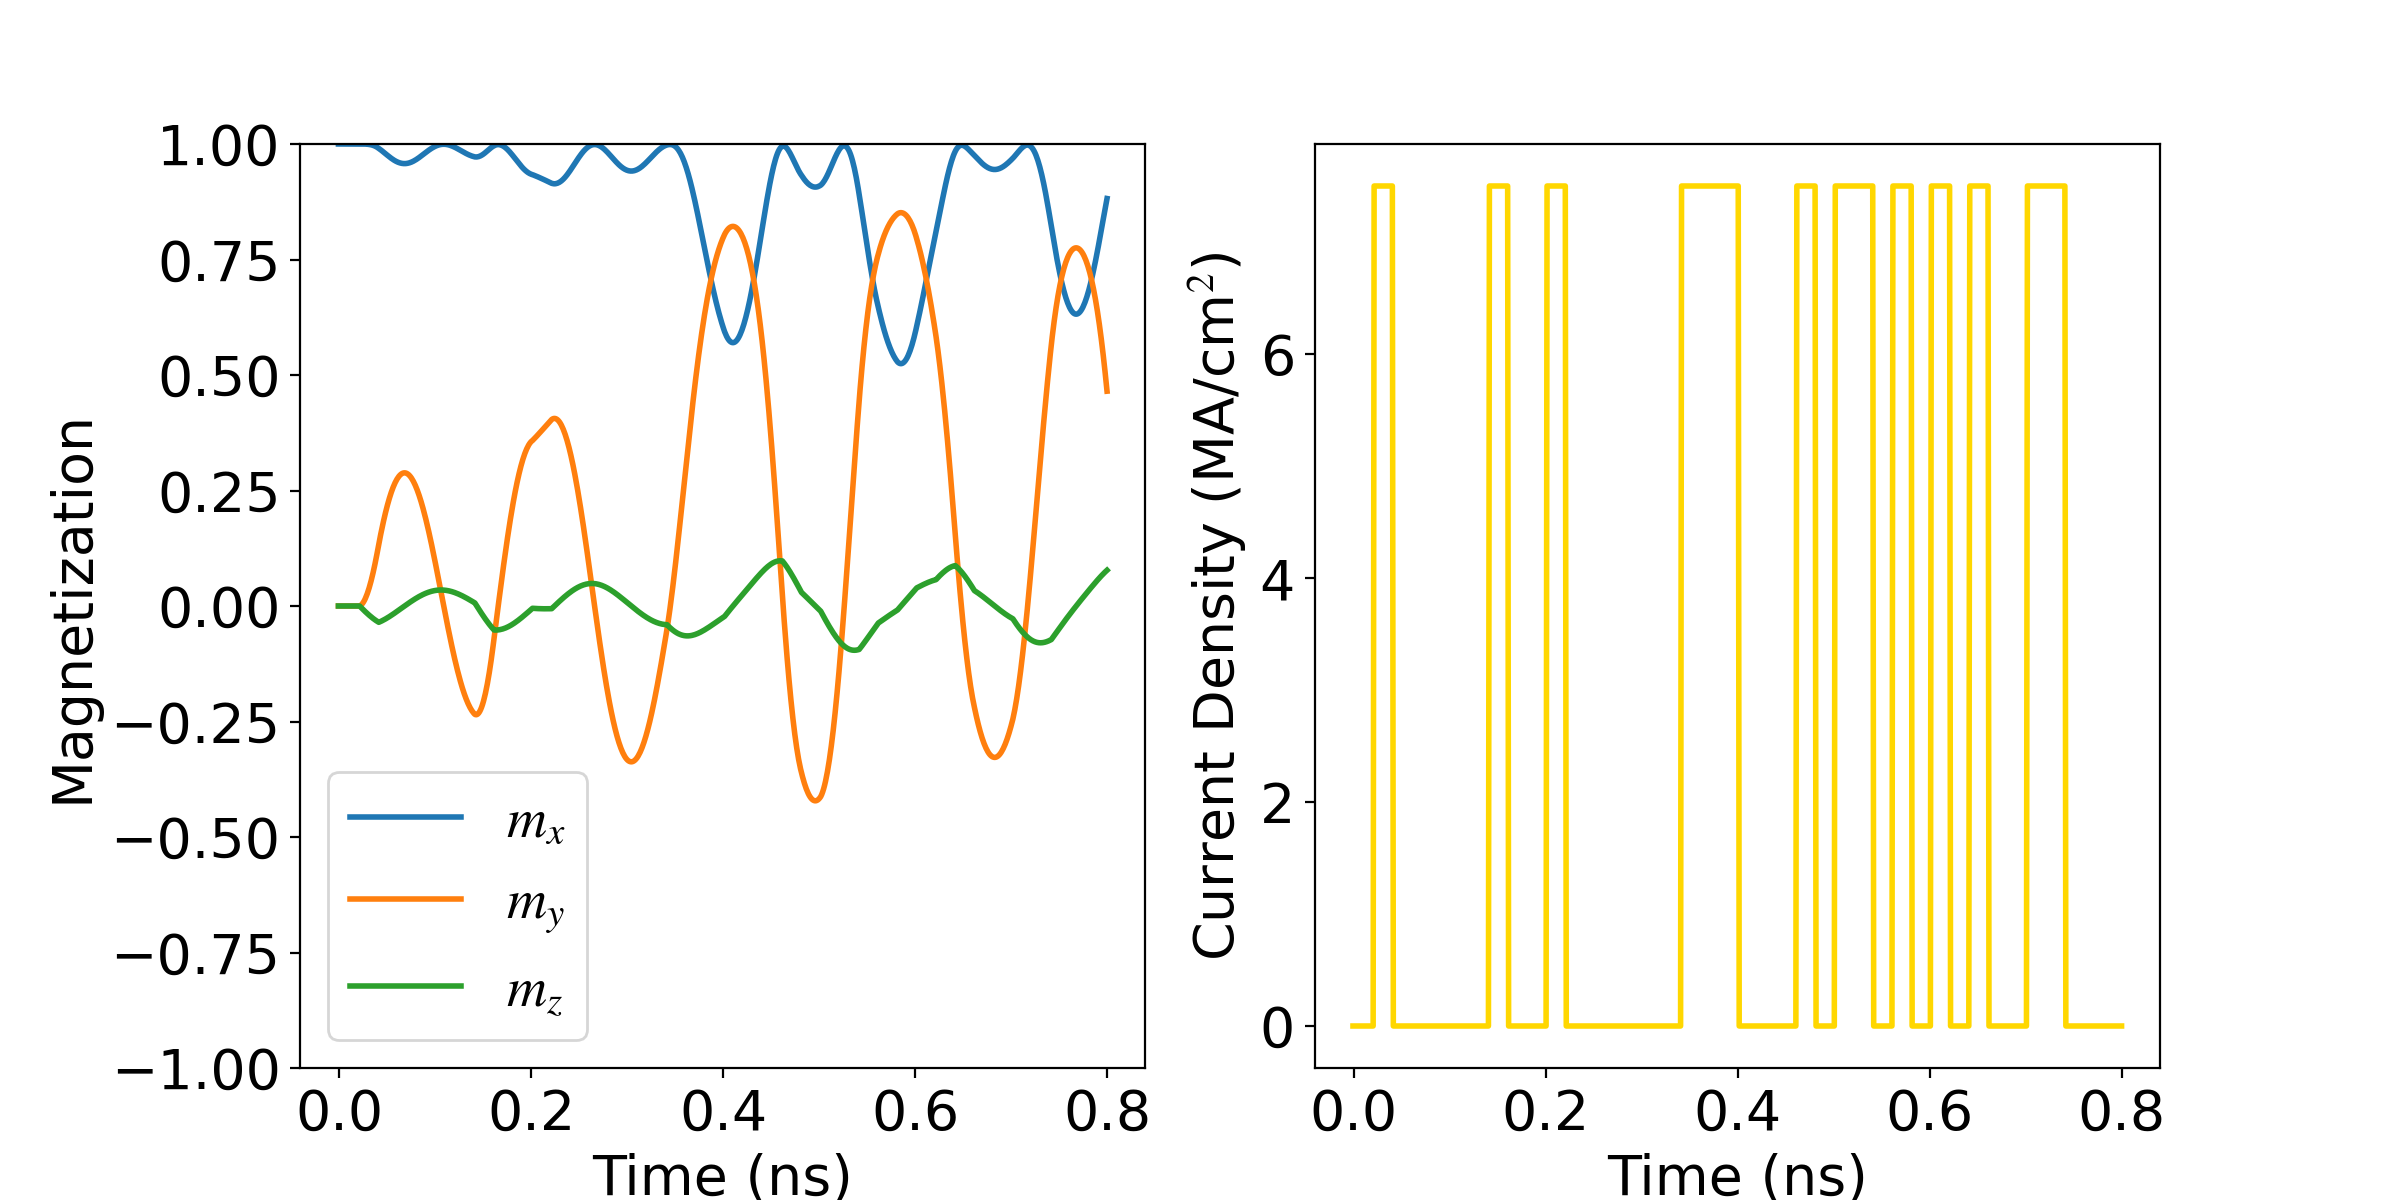 Magnetization
1.00
0.75
0.50
0.25
0.00
−0.25
−0.50
−0.75
−1.00
m_x
m_y
m_z
0.0 0.2 0.4 0.6 0.8
Time (ns)
Current Density (MA/cm²)
6
4
2
0
0.0 0.2 0.4 0.6 0.8
Time (ns)